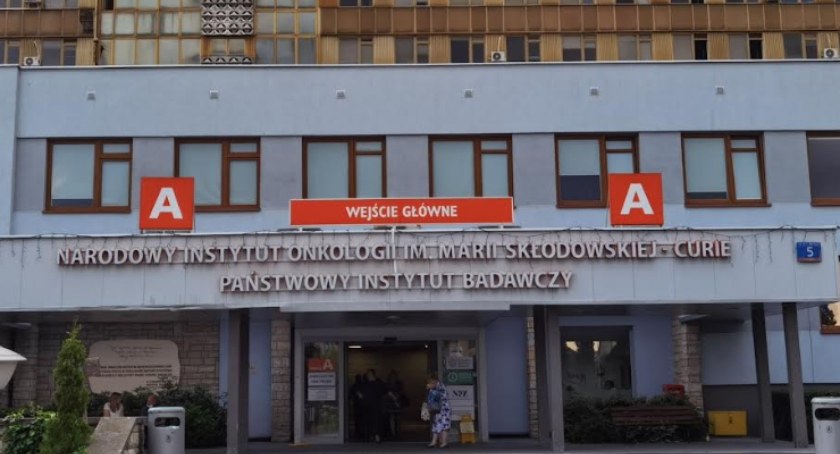 A
WEJŚCIE GŁÓWNE
A
NARODOWY INSTYTUT ONKOLOGII IM. MARII SKŁODOWSKIEJ - CURIE
PAŃSTWOWY INSTYTUT BADAWCZY
5
A